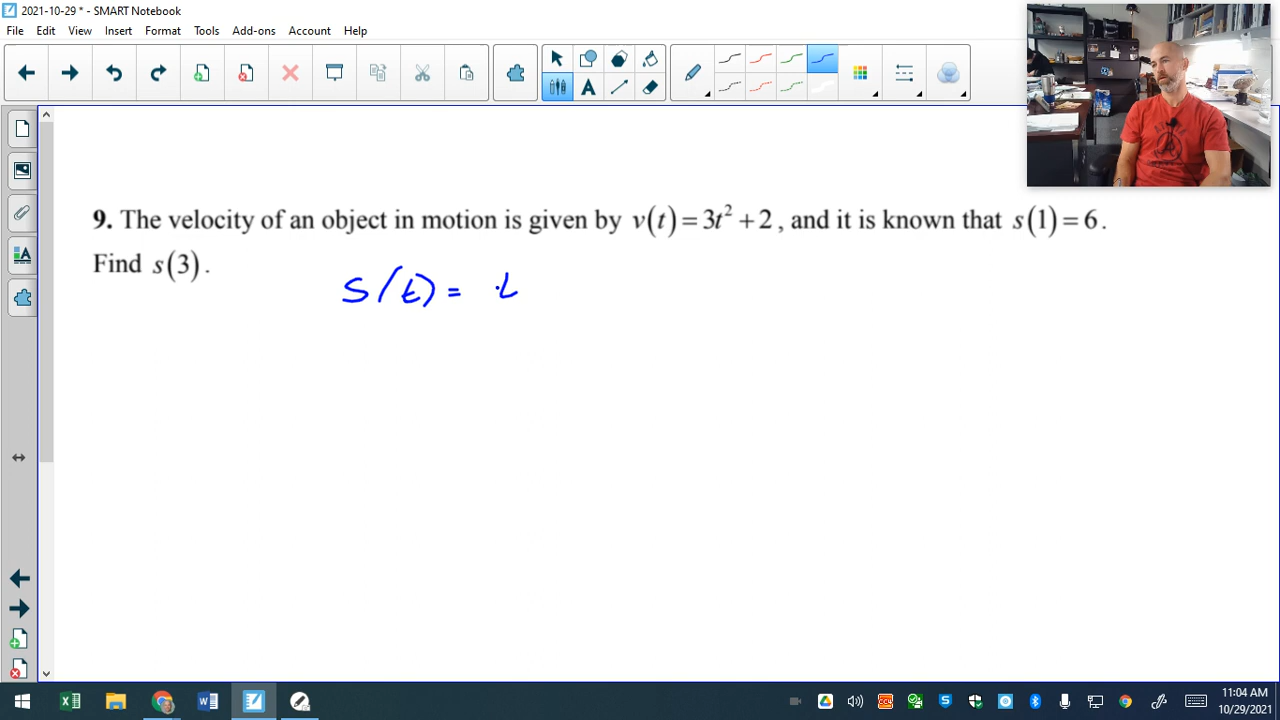 2021-10-29 * - SMART Notebook
File Edit View Insert Format Tools Add-ons Account Help
9. The velocity of an object in motion is given by v(t) = 3t² + 2, and it is known that s(1) = 6.
Find s(3).
S(t) = t
11:04 AM
10/29/2021